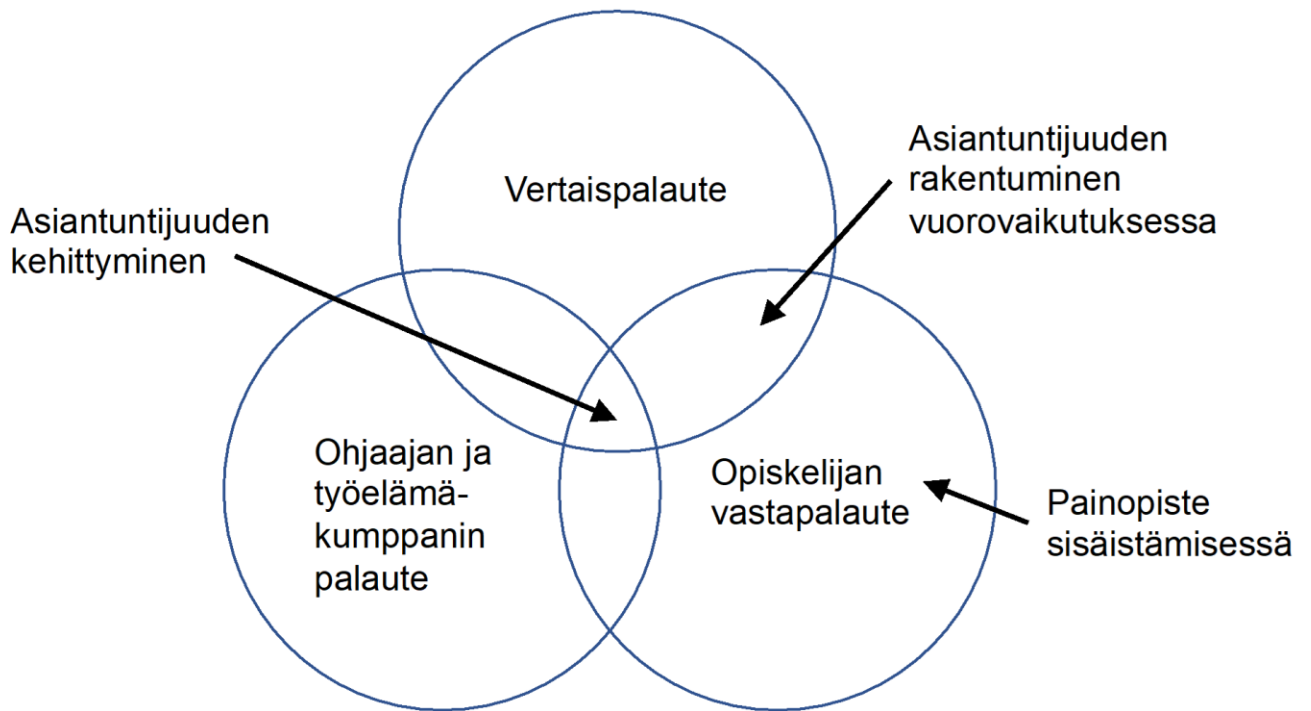 Vertaispalaute
Asiantuntijuuden
rakentuminen
vuorovaikutuksessa
Asiantuntijuuden
kehittyminen
Ohjaajan ja
työelämä-
kumppanin
palaute
Opiskelijan
vastapalaute
Painopiste
sisäistämisessä